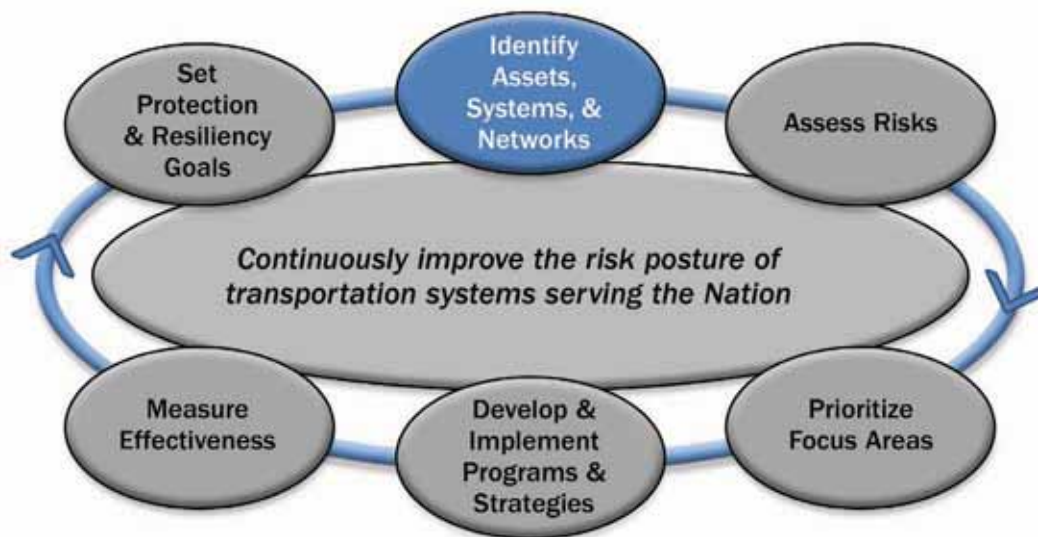 Set
Protection
& Resiliency
Goals
Identify
Assets,
Systems, &
Networks
Assess Risks
Continuously improve the risk posture of
transportation systems serving the Nation
Measure
Effectiveness
Develop &
Implement
Programs &
Strategies
Prioritize
Focus Areas